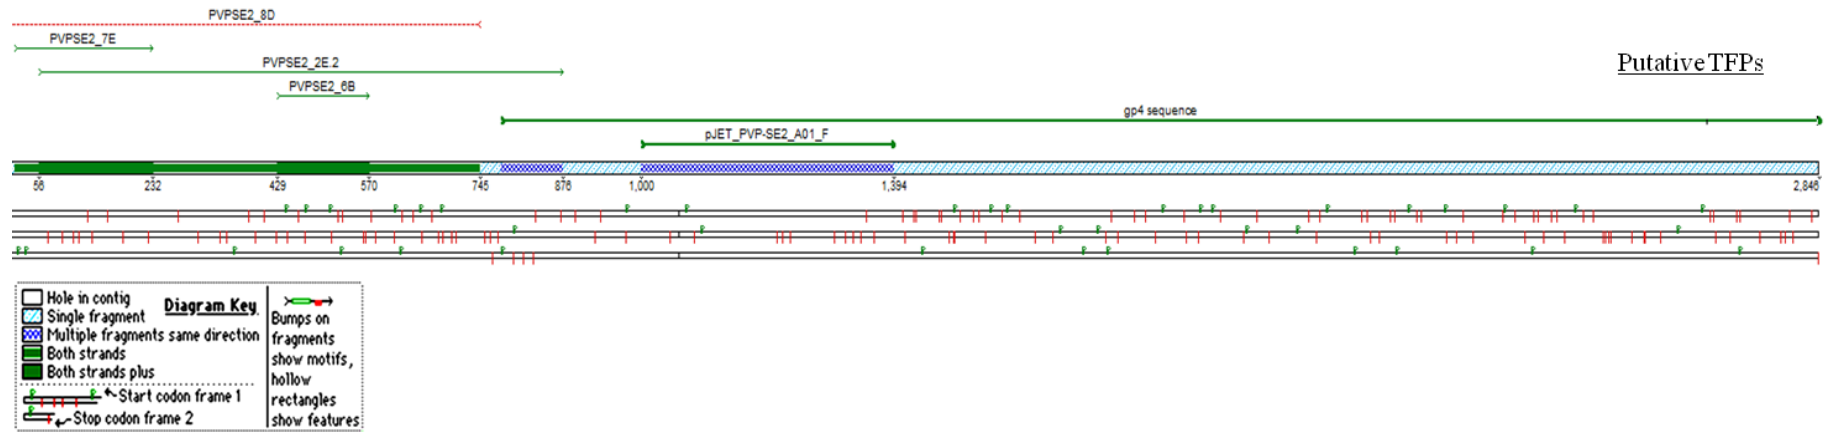 PVPSE2_8D
PVPSE2_7E
PVPSE2_2E.2
PVPSE2_6B
Putative TFPs
gp4 sequence
pJET_PVP-SE2_A01_F
56 232 429 570 745 876 1,000 1,394 2,846
Hole in contig
Diagram Key
Single fragment
Multiple fragments same direction
Both strands
Both strands plus
Start codon frame 1
Stop codon frame 2
Bumps on
fragments
show motifs,
hollow
rectangles
show features